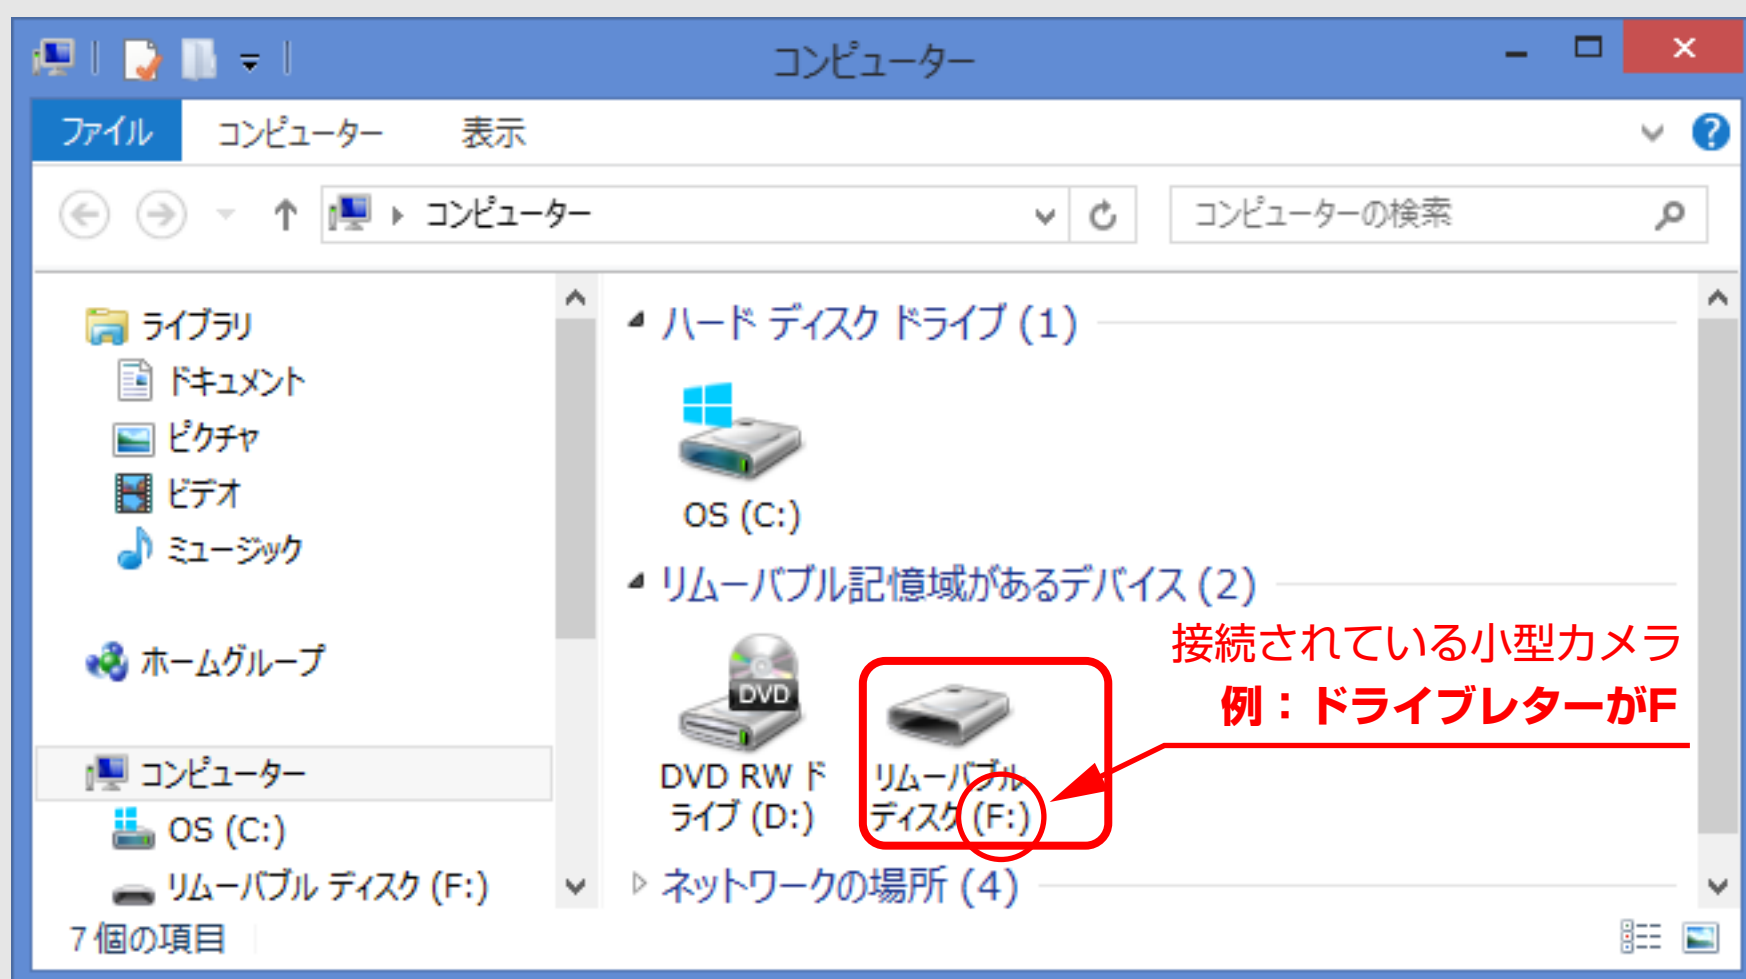 コンピューター
ファイル コンピューター 表示
コンピューター コンピューターの検索
ライブラリ
ドキュメント
ピクチャ
ビデオ
ミュージック
ホームグループ
コンピューター
OS (C:)
リムーバブル ディスク (F:)
ハード ディスク ドライブ (1)
OS (C:)
リムーバブル記憶域があるデバイス (2)
接続されている小型カメラ
例：ドライブレターがF
DVD
DVD RW ド
ライブ (D:)
リムーバブル
ディスク (F:)
ネットワークの場所 (4)
7 個の項目